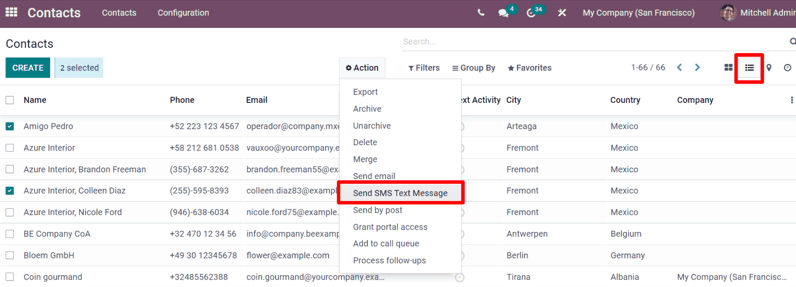 Contacts Contacts Configuration 4 34 My Company (San Francisco) Mitchell Admin
Contacts Search...
CREATE 2 selected Action Filters Group By Favorites 1-66 / 66
Name Phone Email Activity City Country Company
Export
Archive
Unarchive
Delete
Merge
Send email
Send SMS Text Message
Send by post
Grant portal access
Add to call queue
Process follow-ups
Amigo Pedro +52 223 123 4567 operador@company.mxe Arteaga Mexico
Azure Interior +58 212 681 0538 vauxoo@yourcompany.e Fremont Mexico
Azure Interior, Brandon Freeman (355)-687-3262 brandon.freeman55@ex Fremont Mexico
Azure Interior, Colleen Diaz (255)-595-8393 colleen.diaz83@example Fremont Mexico
Azure Interior, Nicole Ford (946)-638-6034 nicole.ford75@example. Fremont Mexico
BE Company CoA +32 470 12 34 56 info@company.beexamp Antwerpen Belgium
Bloem GmbH +49 30 12345678 flower@example.com Berlin Germany
Coin gourmand +32485562388 coin.gourmand@yourcompany.exa... Tirana Albania My Company (San Francisc...